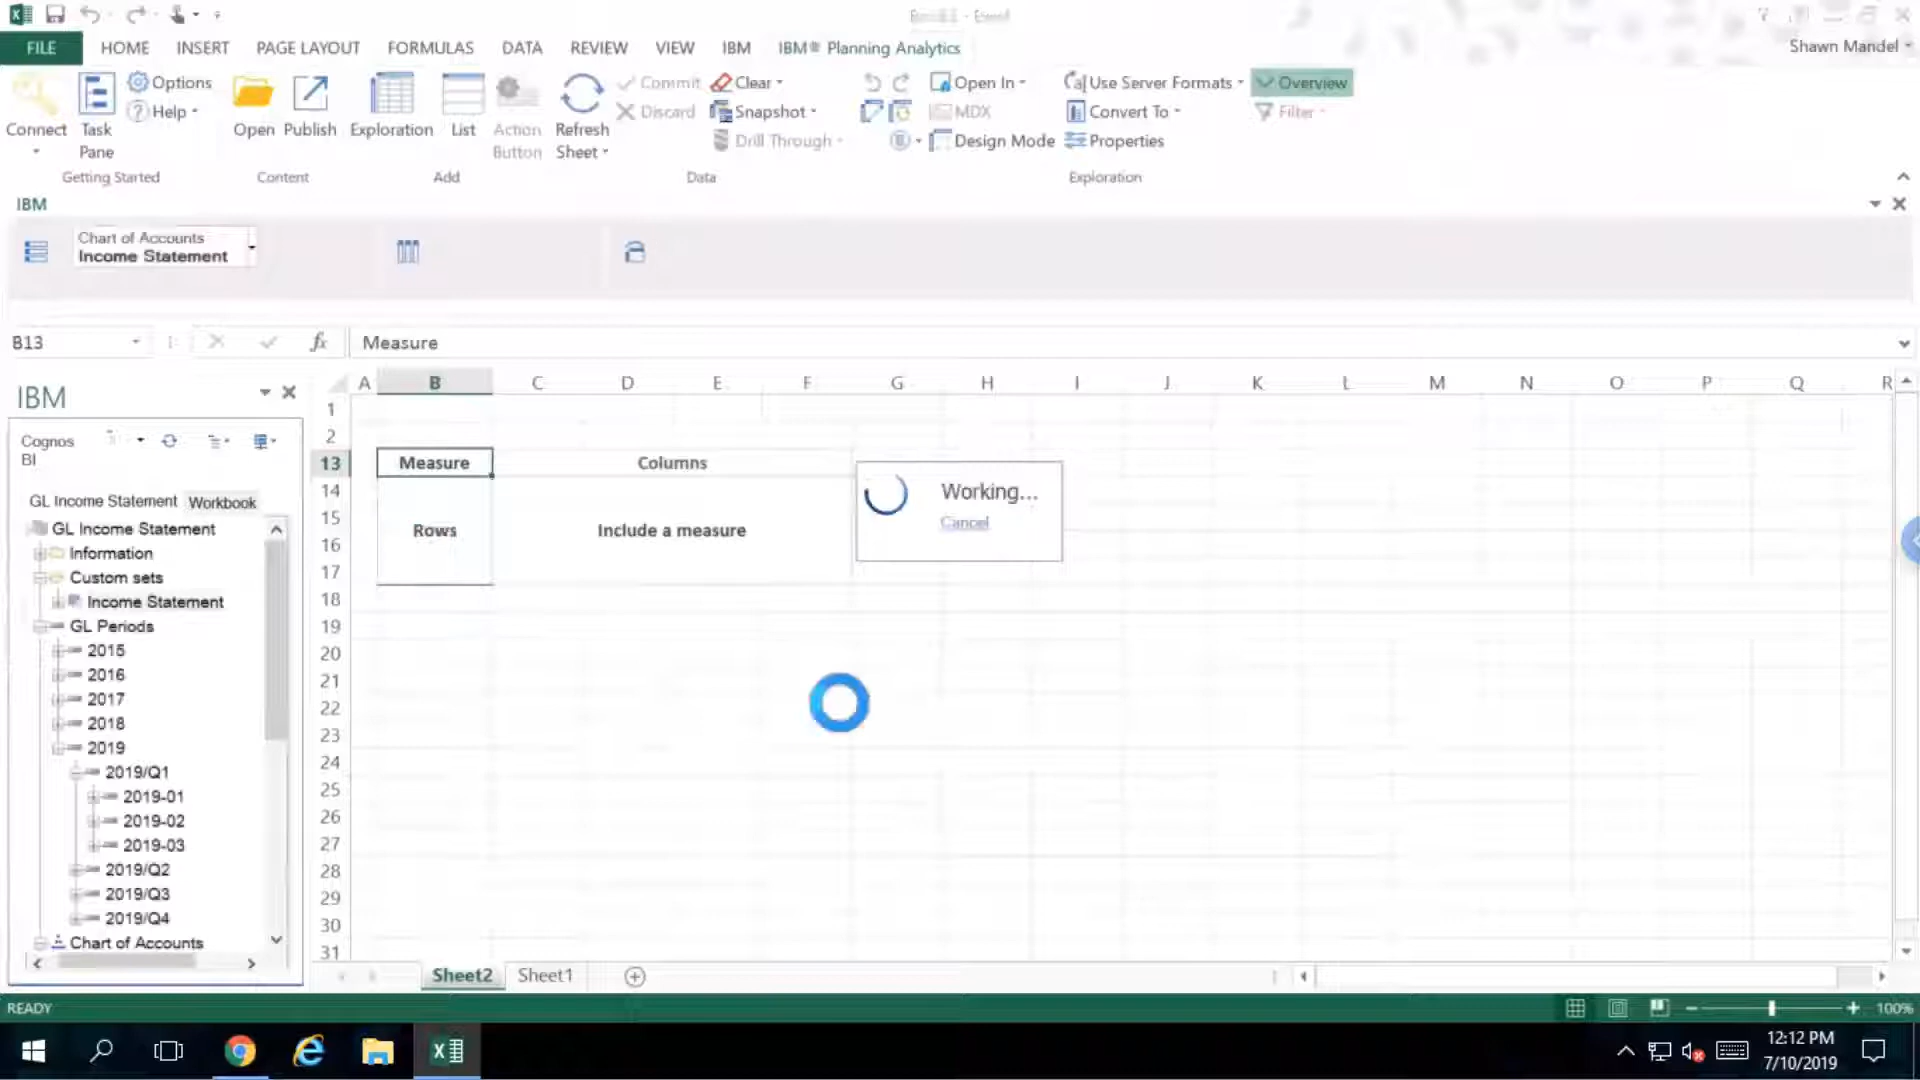 - Excel
FILE HOME INSERT PAGE LAYOUT FORMULAS DATA REVIEW VIEW IBM IBM® Planning Analytics Shawn Mandel
Connect
Task
Pane
Options
Help
Getting Started
Open Publish
Content
Exploration List Action
Button
Add
Refresh
Sheet
Commit
Discard
Clear
Snapshot
Drill Through
Data
Open In
MDX
Design Mode
Use Server Formats
Convert To
Properties
Exploration
Overview
Filter
IBM
Chart of Accounts
Income Statement
B13 fx Measure
IBM
Cognos
BI
GL Income Statement Workbook
GL Income Statement
Information
Custom sets
Income Statement
GL Periods
2015
2016
2017
2018
2019
2019/Q1
2019-01
2019-02
2019-03
2019/Q2
2019/Q3
2019/Q4
Chart of Accounts
A B C D E F G H I J K L M N O P Q R
1
2
13 Measure Columns
14
15
16
17
Rows Include a measure
Working...
Cancel
18
19
20
21
22
23
24
25
26
27
28
29
30
31
Sheet2 Sheet1
READY 100%
12:12 PM
7/10/2019